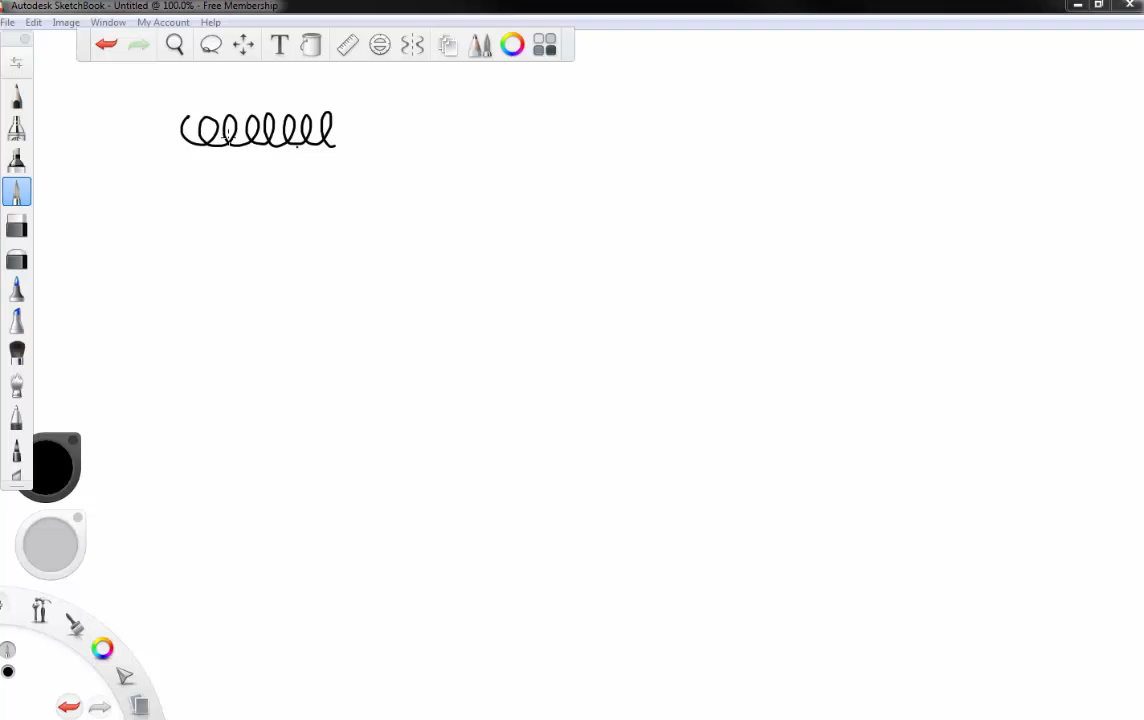 Autodesk SketchBook - Untitled @ 100.0% - Free Membership
File Edit Image Window My Account Help
T